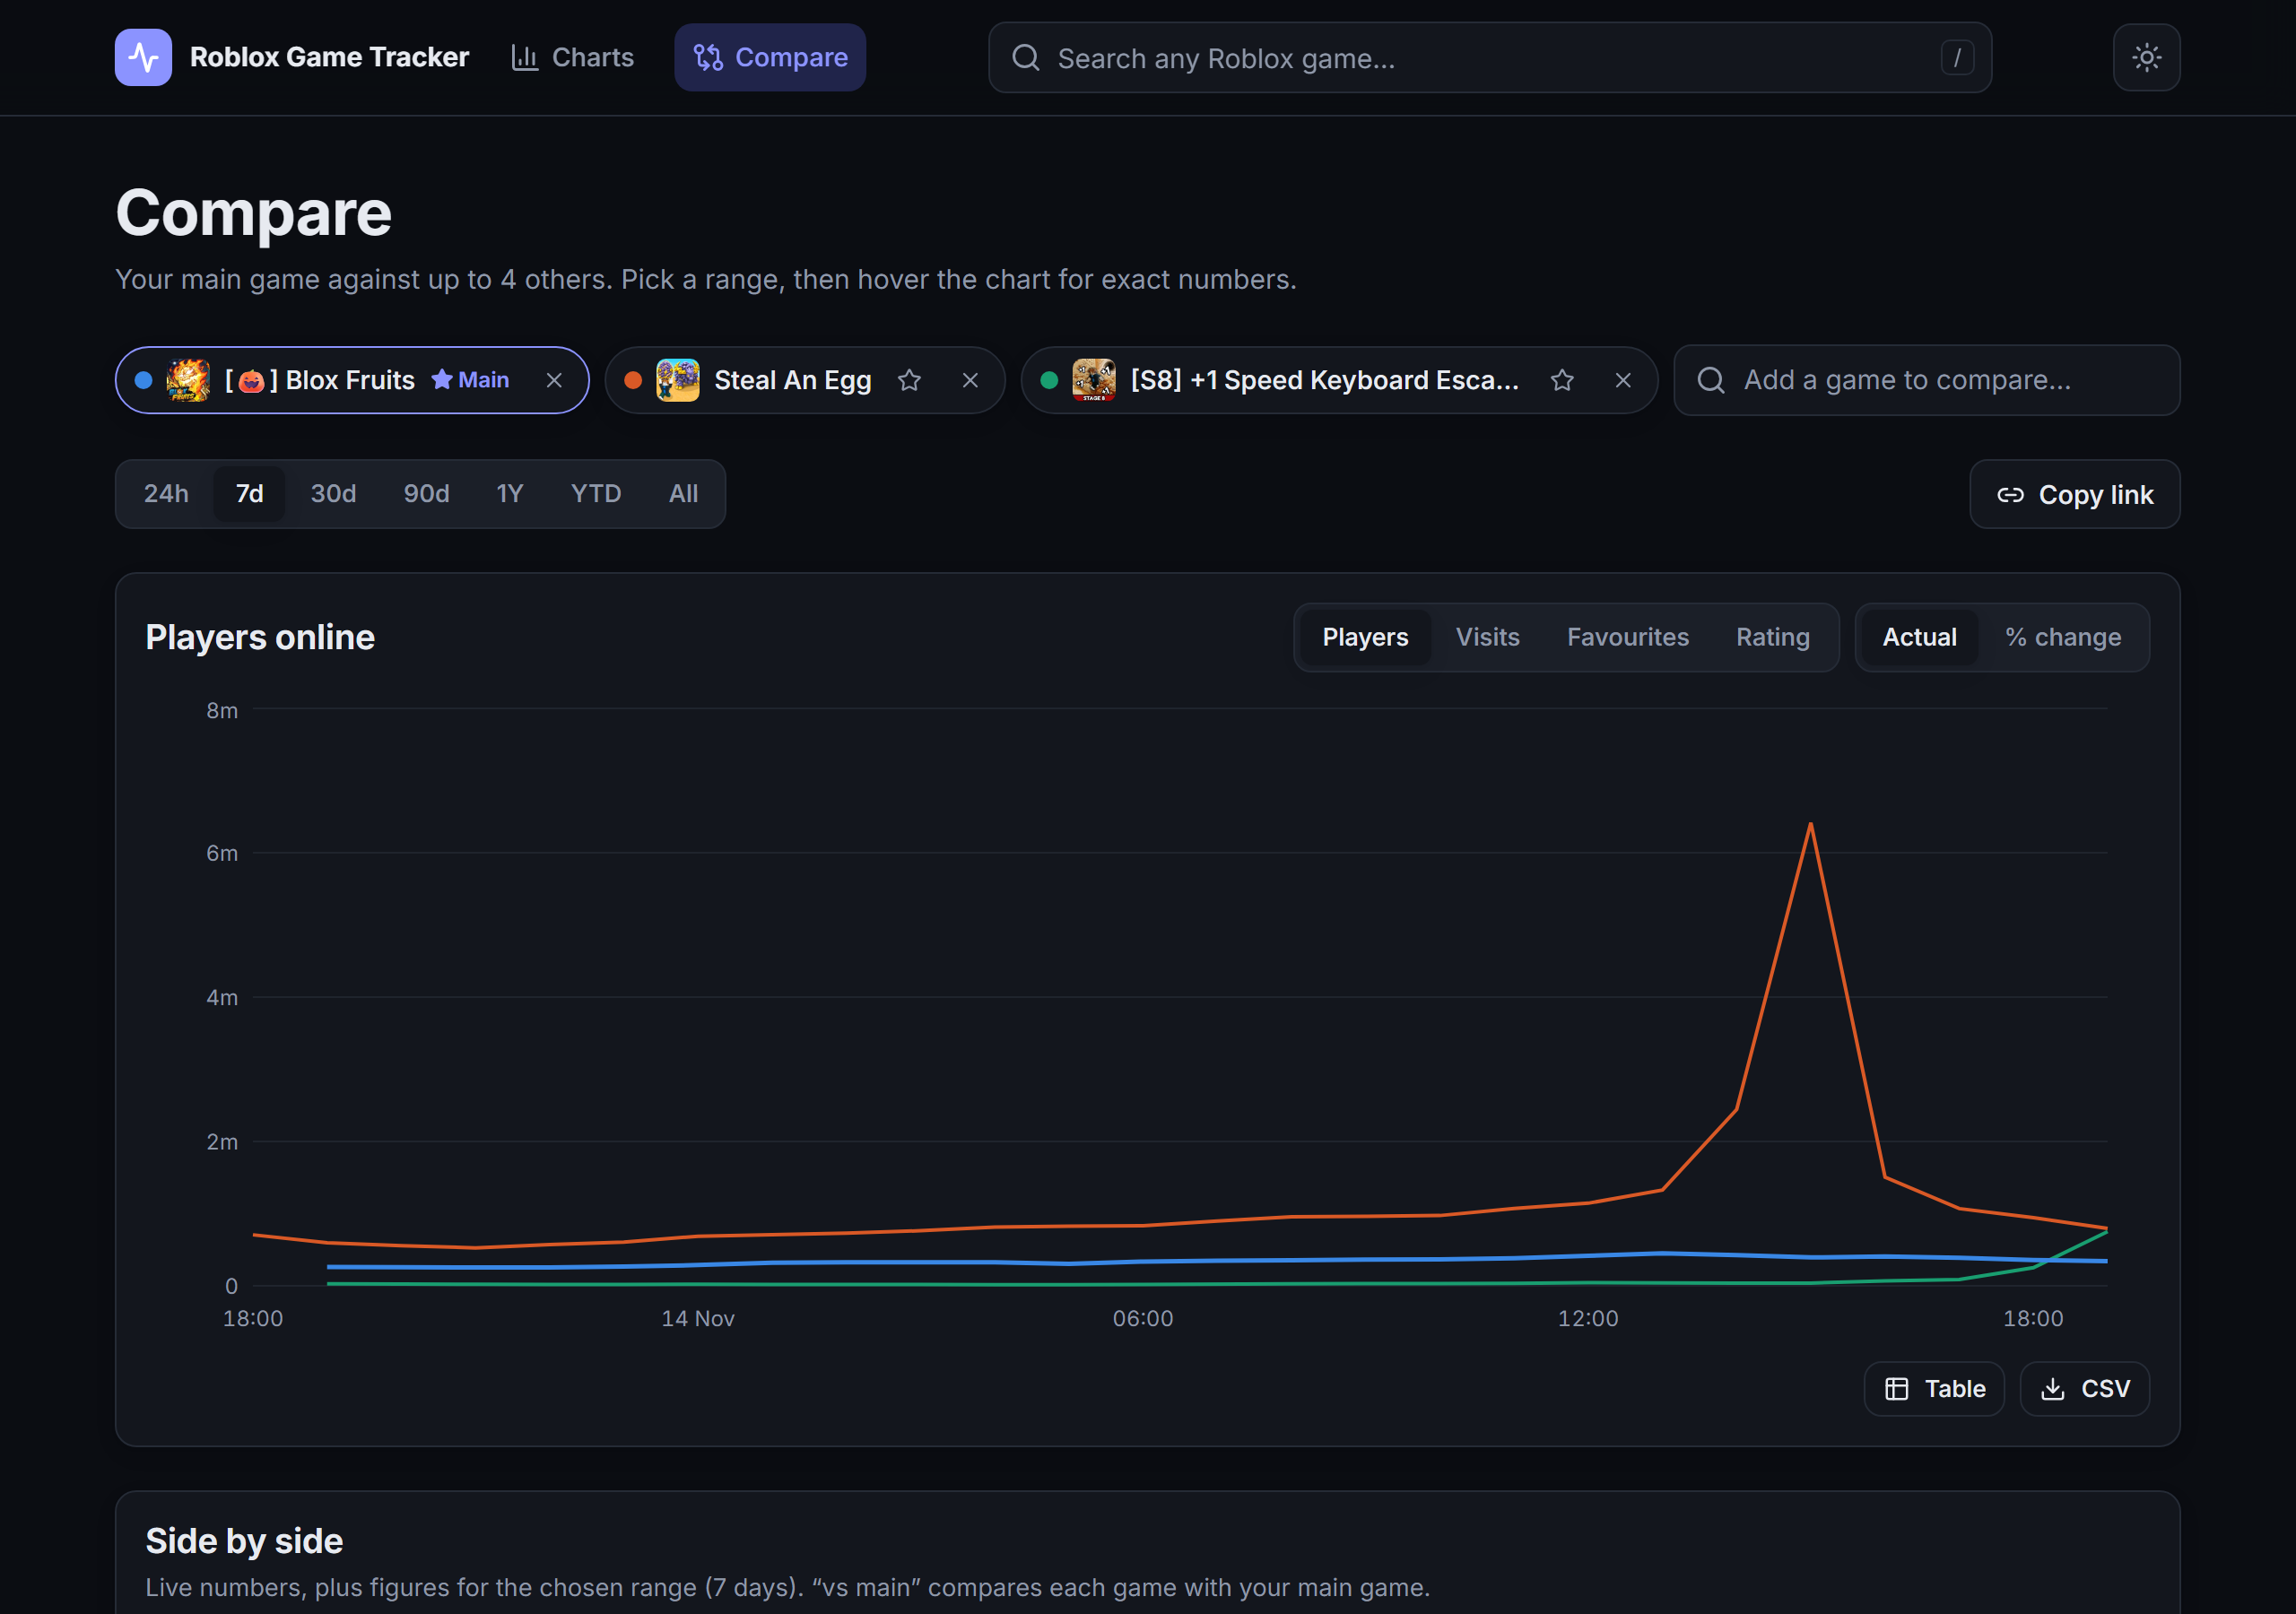 Roblox Game Tracker
Charts
Compare
Search any Roblox game...
/
Compare
Your main game against up to 4 others. Pick a range, then hover the chart for exact numbers.
[🎃] Blox Fruits
Main
Steal An Egg
[S8] +1 Speed Keyboard Esca...
Add a game to compare...
24h
7d
30d
90d
1Y
YTD
All
Copy link
Players online
Players
Visits
Favourites
Rating
Actual
% change
8m
6m
4m
2m
0
18:00
14 Nov
06:00
12:00
18:00
Table
CSV
Side by side
Live numbers, plus figures for the chosen range (7 days). “vs main” compares each game with your main game.